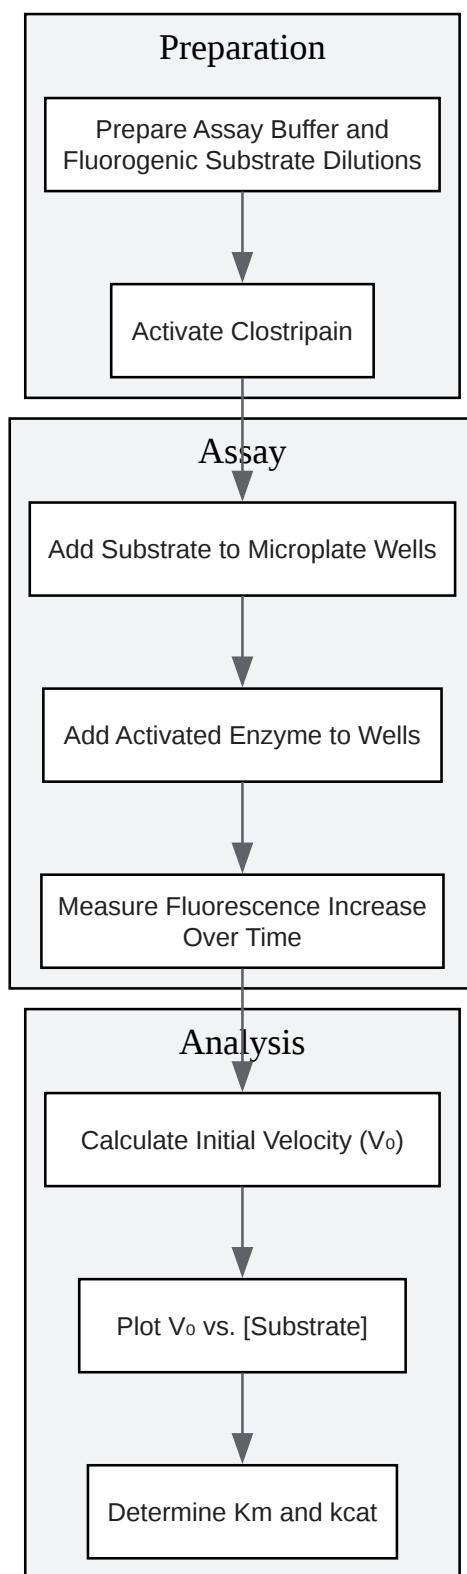 Preparation
Prepare Assay Buffer and
Fluorogenic Substrate Dilutions
Activate Clostripain
Assay
Add Substrate to Microplate Wells
Add Activated Enzyme to Wells
Measure Fluorescence Increase
Over Time
Analysis
Calculate Initial Velocity (V₀)
Plot V₀ vs. [Substrate]
Determine Km and kcat